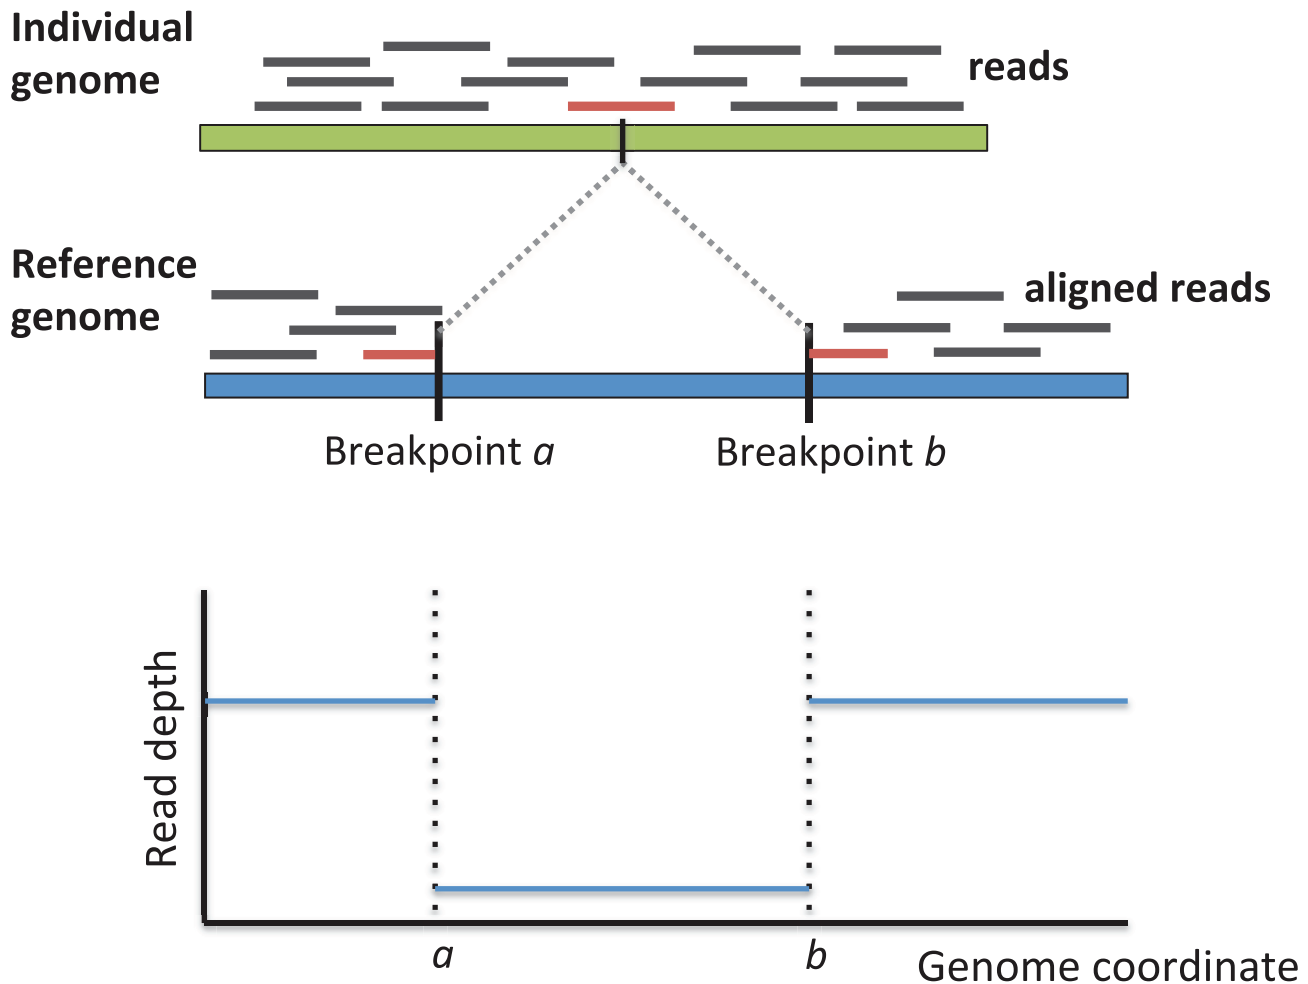 Individual
genome
reads
Reference
genome
aligned reads
Breakpoint a
Breakpoint b
Read depth
a
b
Genome coordinate